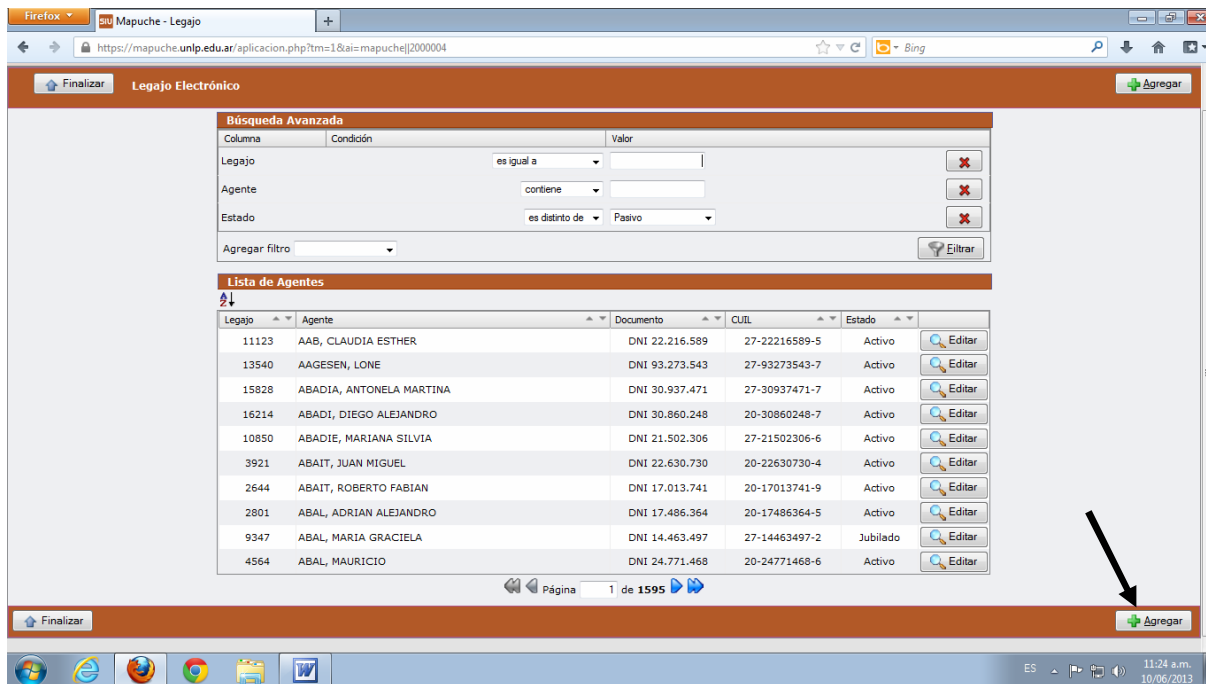 Firefox
SIU Mapuche - Legajo
https://mapuche.unlp.edu.ar/aplicacion.php?tm=1&ai=mapuche||2000004
Bing
Finalizar Legajo Electrónico Agregar
Búsqueda Avanzada
Columna Condición Valor
Legajo es igual a
Agente contiene
Estado es distinto de Pasivo
Agregar filtro Filtrar
Lista de Agentes
Legajo Agente Documento CUIL Estado
11123 AAB, CLAUDIA ESTHER DNI 22.216.589 27-22216589-5 Activo Editar
13540 AAGESEN, LONE DNI 93.273.543 27-93273543-7 Activo Editar
15828 ABADIA, ANTONELA MARTINA DNI 30.937.471 27-30937471-7 Activo Editar
16214 ABADI, DIEGO ALEJANDRO DNI 30.860.248 20-30860248-7 Activo Editar
10850 ABADIE, MARIANA SILVIA DNI 21.502.306 27-21502306-6 Activo Editar
3921 ABAIT, JUAN MIGUEL DNI 22.630.730 20-22630730-4 Activo Editar
2644 ABAIT, ROBERTO FABIAN DNI 17.013.741 20-17013741-9 Activo Editar
2801 ABAL, ADRIAN ALEJANDRO DNI 17.486.364 20-17486364-5 Activo Editar
9347 ABAL, MARIA GRACIELA DNI 14.463.497 27-14463497-2 Jubilado Editar
4564 ABAL, MAURICIO DNI 24.771.468 20-24771468-6 Activo Editar
Página 1 de 1595
Finalizar Agregar
ES 11:24 a.m.
10/06/2013